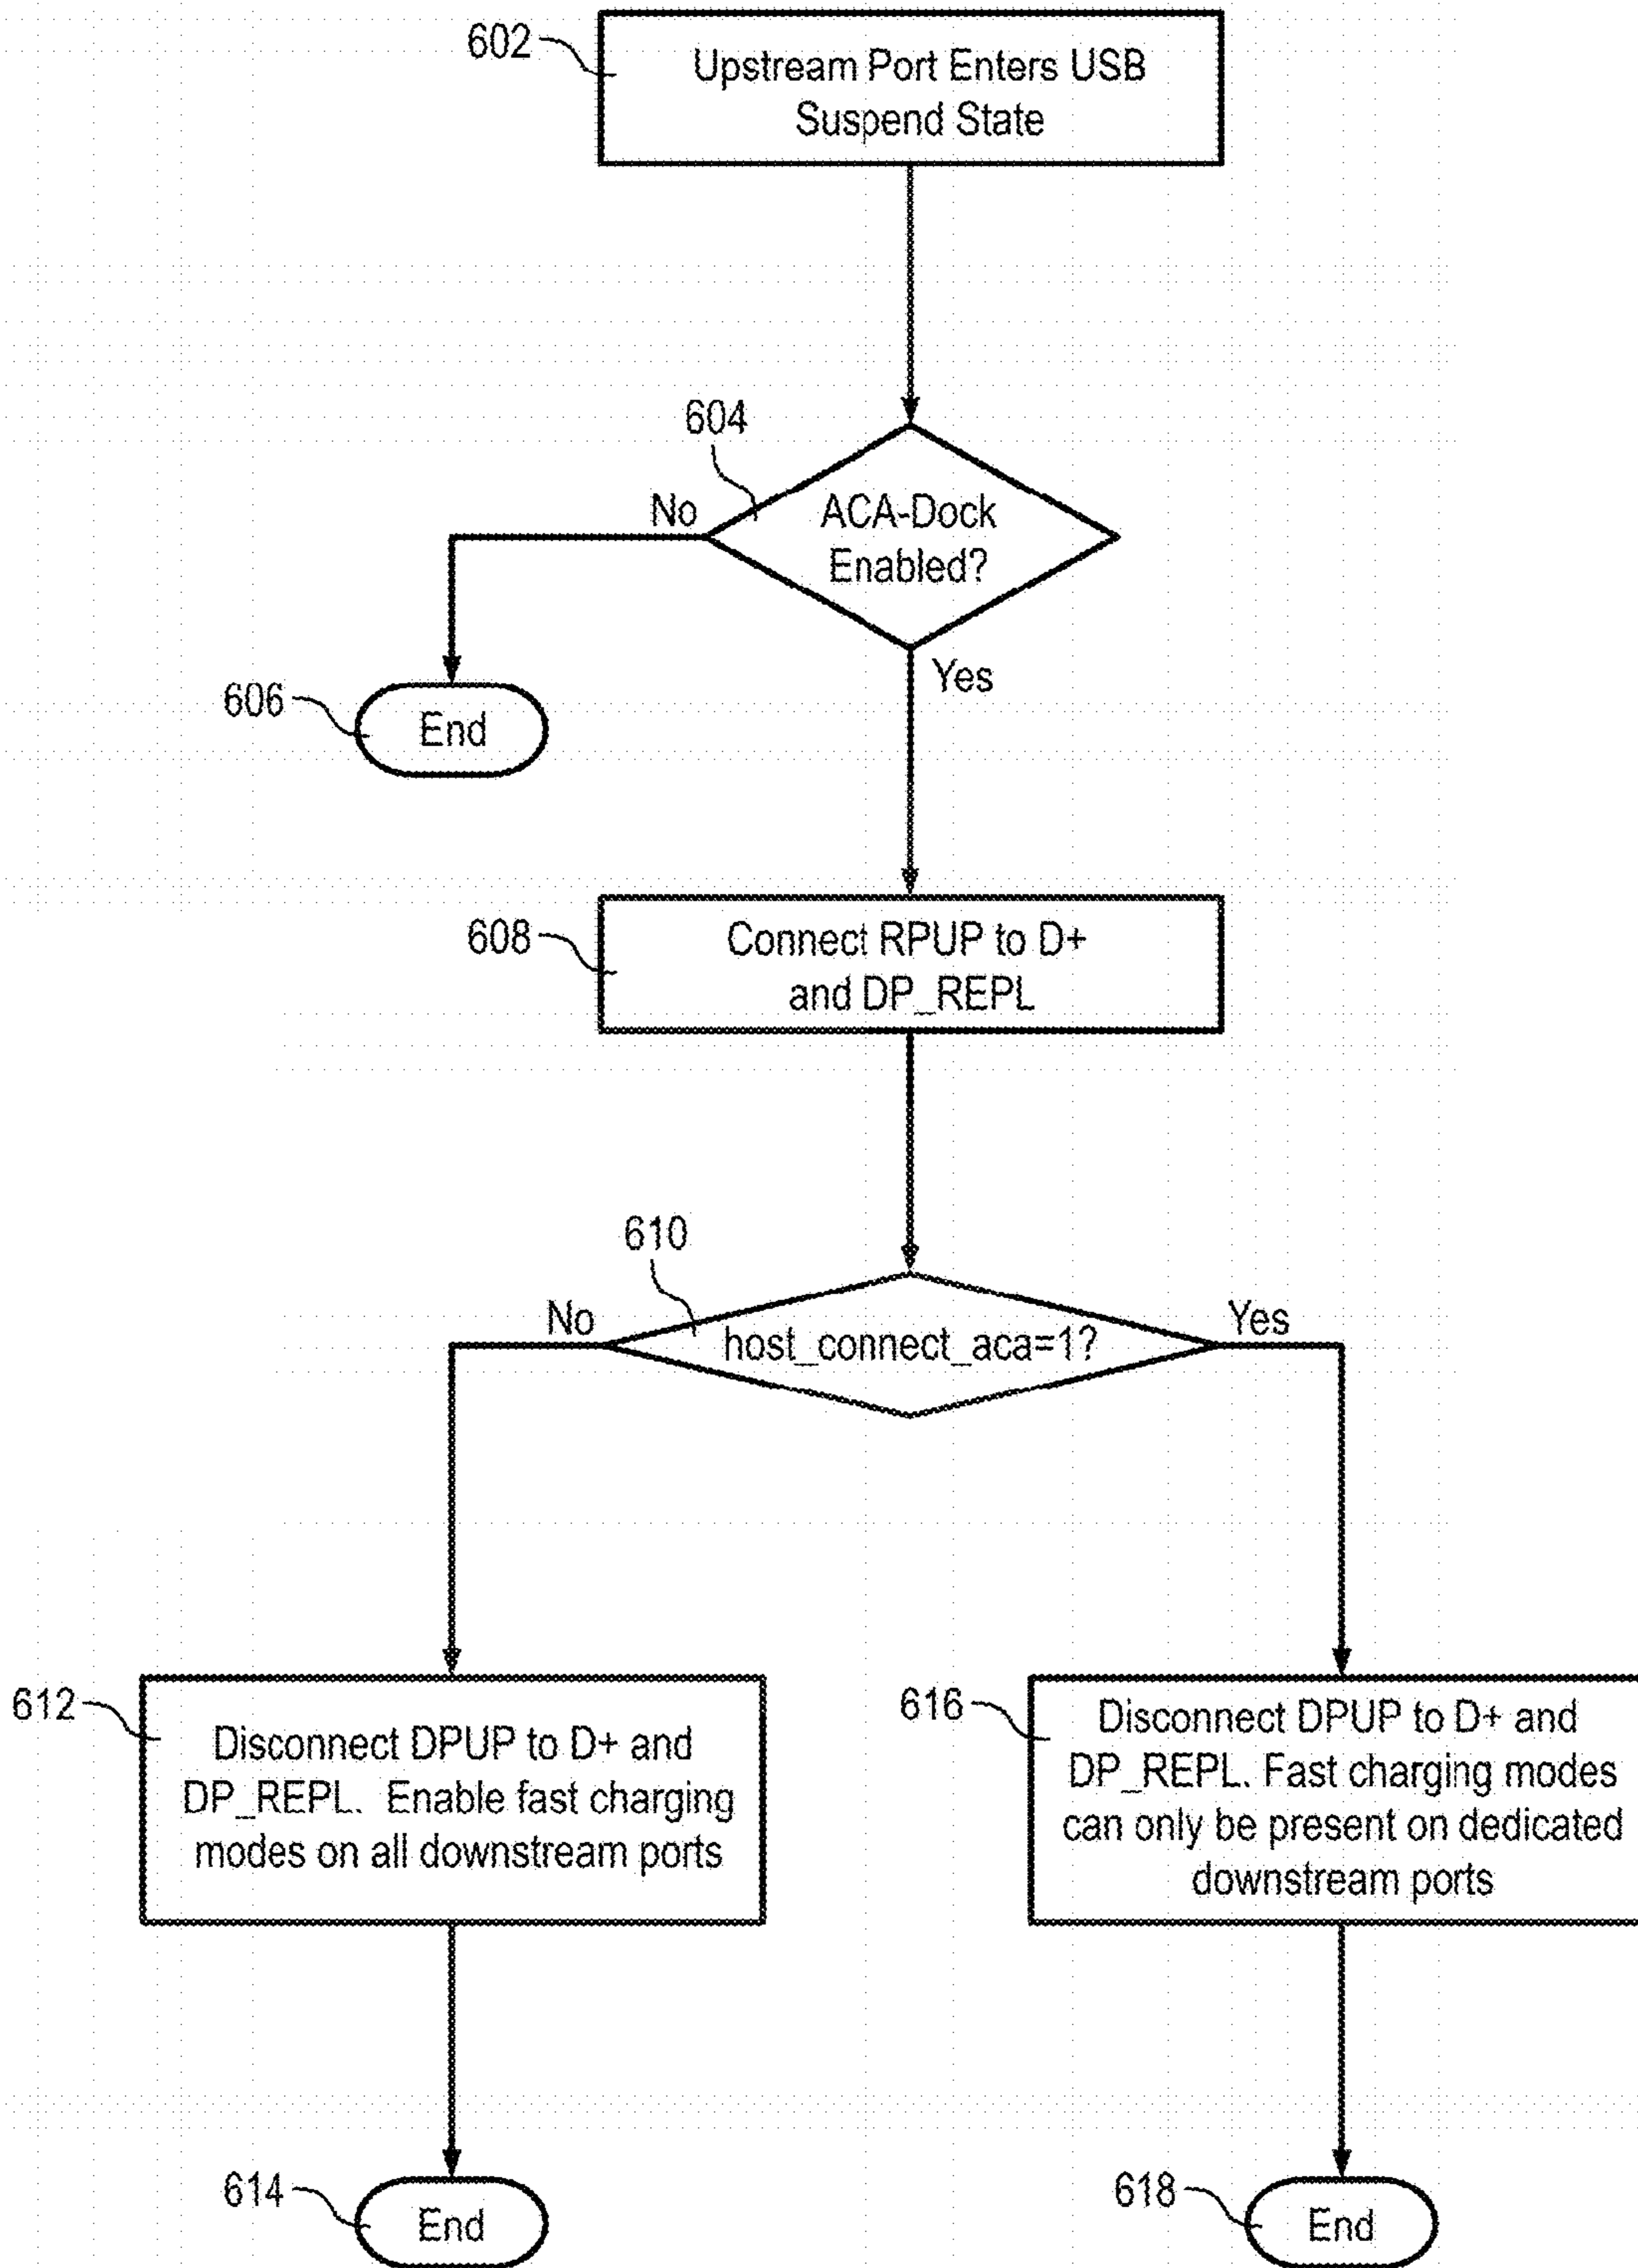 602
Upstream Port Enters USB
Suspend State
604
No
ACA-Dock
Enabled?
Yes
606
End
608
Connect RPUP to D+
and DP_REPL
610
No
host_connect_aca=1?
Yes
612
Disconnect DPUP to D+ and
DP_REPL. Enable fast charging
modes on all downstream ports
616
Disconnect DPUP to D+ and
DP_REPL. Fast charging modes
can only be present on dedicated
downstream ports
614
End
618
End